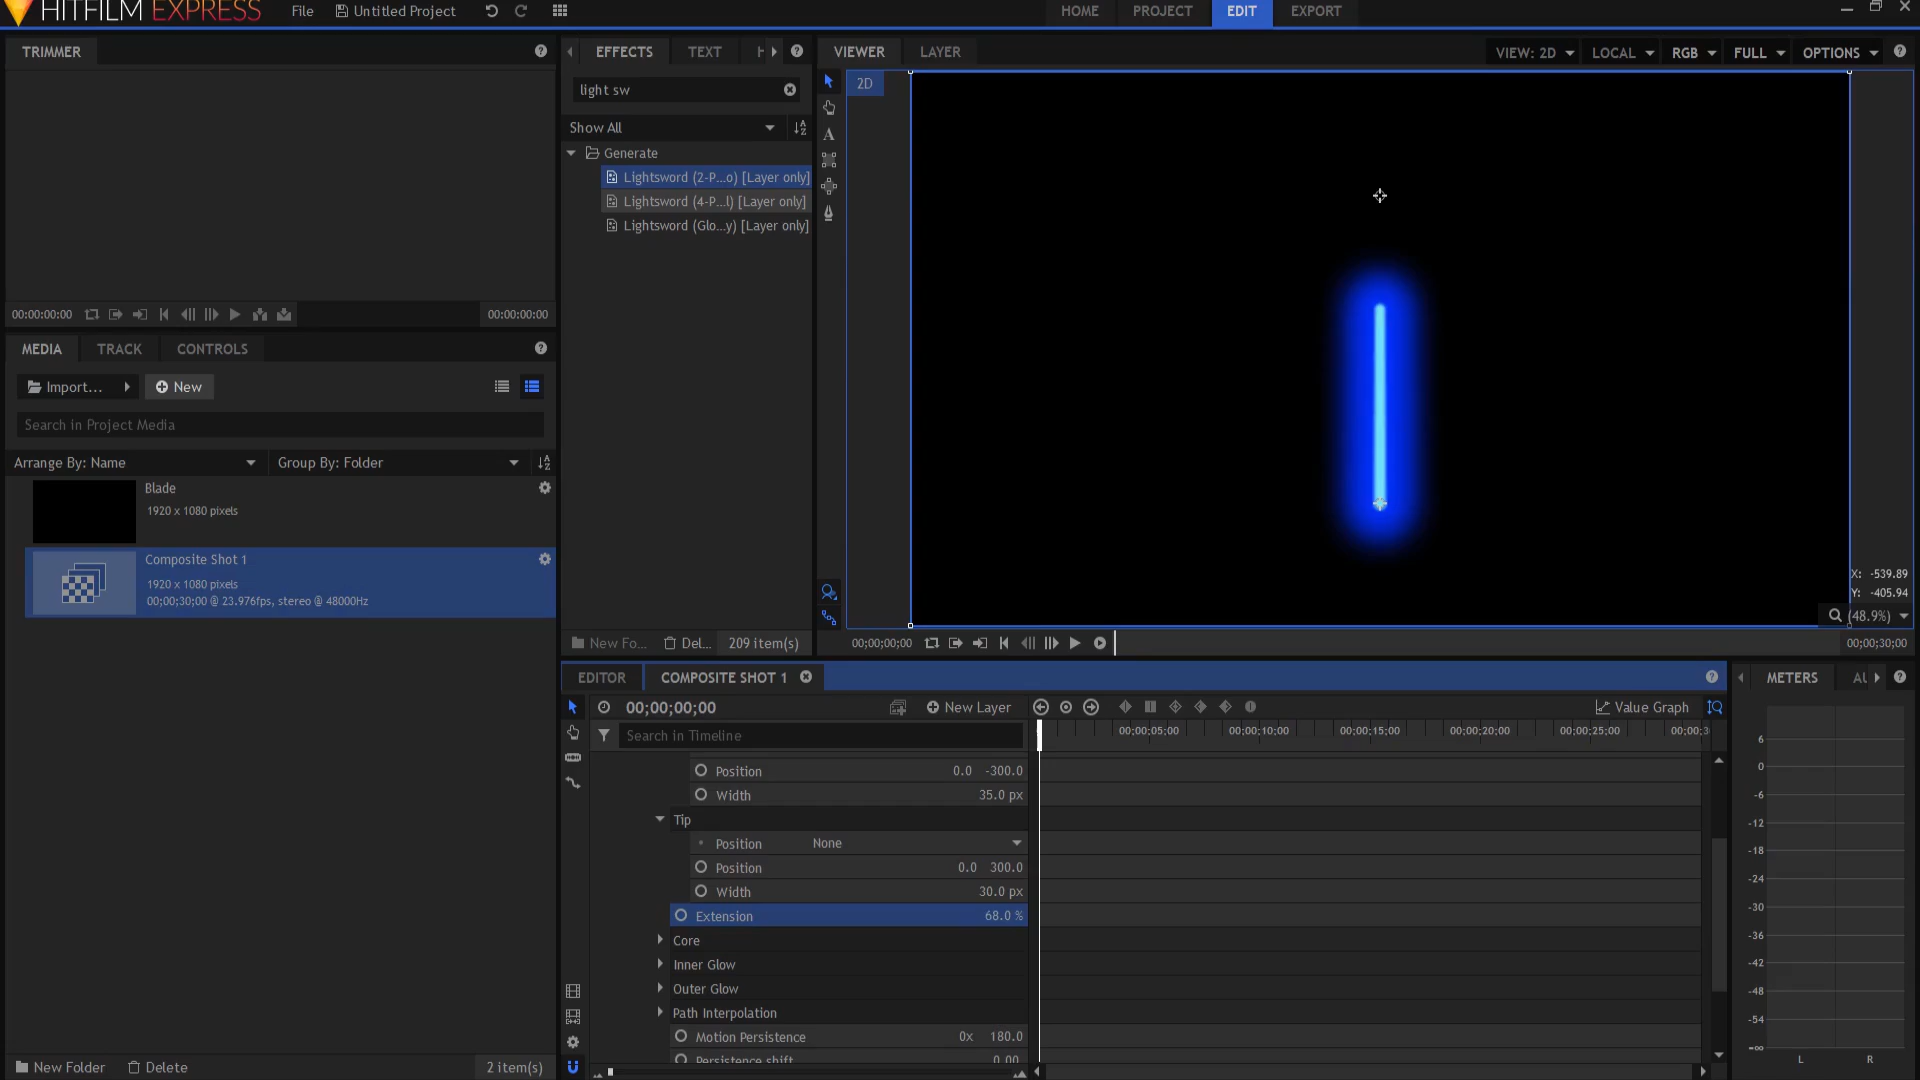 HITFILM EXPRESS
File
Untitled Project
HOME
PROJECT
EDIT
EXPORT
TRIMMER
EFFECTS
TEXT
VIEWER
LAYER
VIEW: 2D
LOCAL
RGB
FULL
OPTIONS
light sw
2D
Show All
Generate
Lightsword (2-P...o) [Layer only]
Lightsword (4-P...l) [Layer only]
Lightsword (Glo...y) [Layer only]
00:00:00:00
00:00:00:00
MEDIA
TRACK
CONTROLS
Import...
New
Search in Project Media
Arrange By: Name
Group By: Folder
Blade
1920 x 1080 pixels
Composite Shot 1
1920 x 1080 pixels
00;00;30;00 @ 23.976fps, stereo @ 48000Hz
X: -539.89
Y: -405.94
(48.9%)
New Fo...
Del...
209 item(s)
00;00;00;00
00;00;30;00
EDITOR
COMPOSITE SHOT 1
METERS
00;00;00;00
New Layer
Value Graph
Search in Timeline
00;00;05;00
00;00;10;00
00;00;15;00
00;00;20;00
00;00;25;00
00;00;3
Position 0.0 -300.0
Width 35.0 px
Tip
Position None
Position 0.0 300.0
Width 30.0 px
Extension 68.0 %
Core
Inner Glow
Outer Glow
Path Interpolation
Motion Persistence 0x 180.0
Persistence shift 0.00
6
0
-6
-12
-18
-24
-30
-36
-42
-48
-54
-∞
L
R
New Folder
Delete
2 item(s)